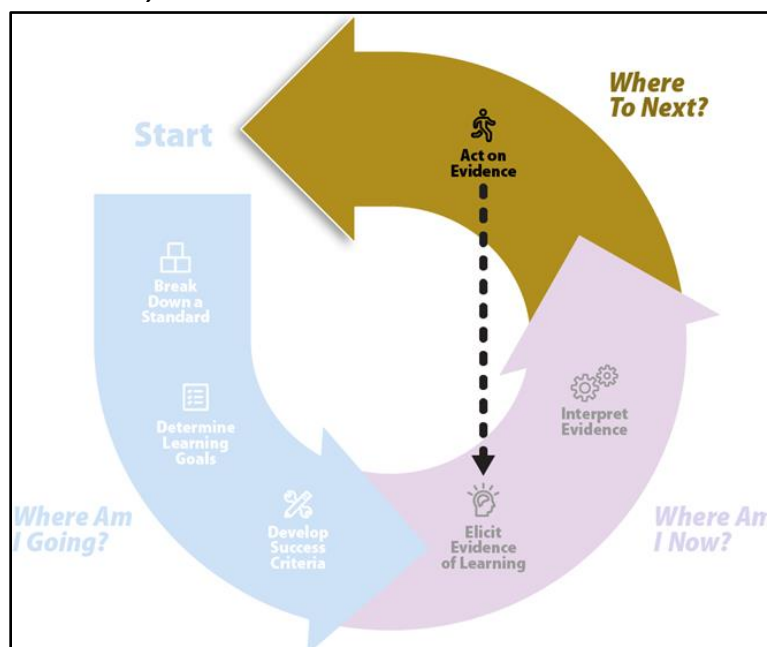 Start
Break
Down a
Standard
Determine
Learning
Goals
Develop
Success
Criteria
Where Am
I Going?
Elicit
Evidence
of Learning
Interpret
Evidence
Where Am
I Now?
Act on
Evidence
Where
To Next?